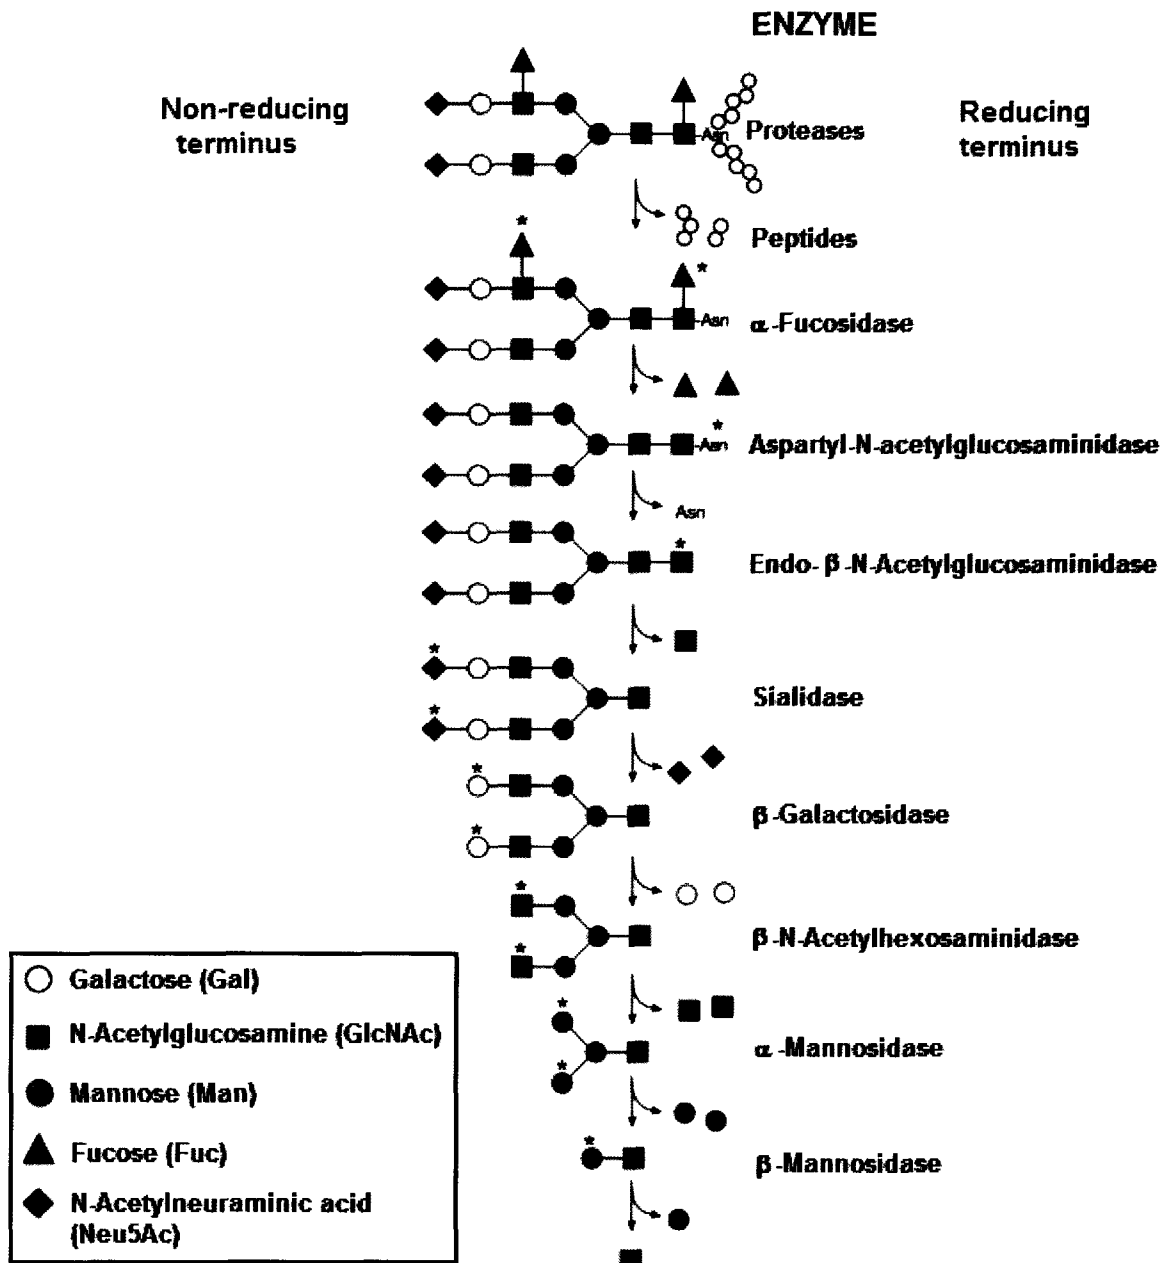 ENZYME
Non-reducing
terminus
Reducing
terminus
Asn
Proteases
*
Peptides
*
Asn
α-Fucosidase
*
Asn
Aspartyl-N-acetylglucosaminidase
Asn
*
Endo-β-N-Acetylglucosaminidase
*
Sialidase
*
*
β-Galactosidase
*
*
β-N-Acetylhexosaminidase
*
*
α-Mannosidase
*
*
β-Mannosidase
Galactose (Gal)
N-Acetylglucosamine (GlcNAc)
Mannose (Man)
Fucose (Fuc)
N-Acetylneuraminic acid
(Neu5Ac)